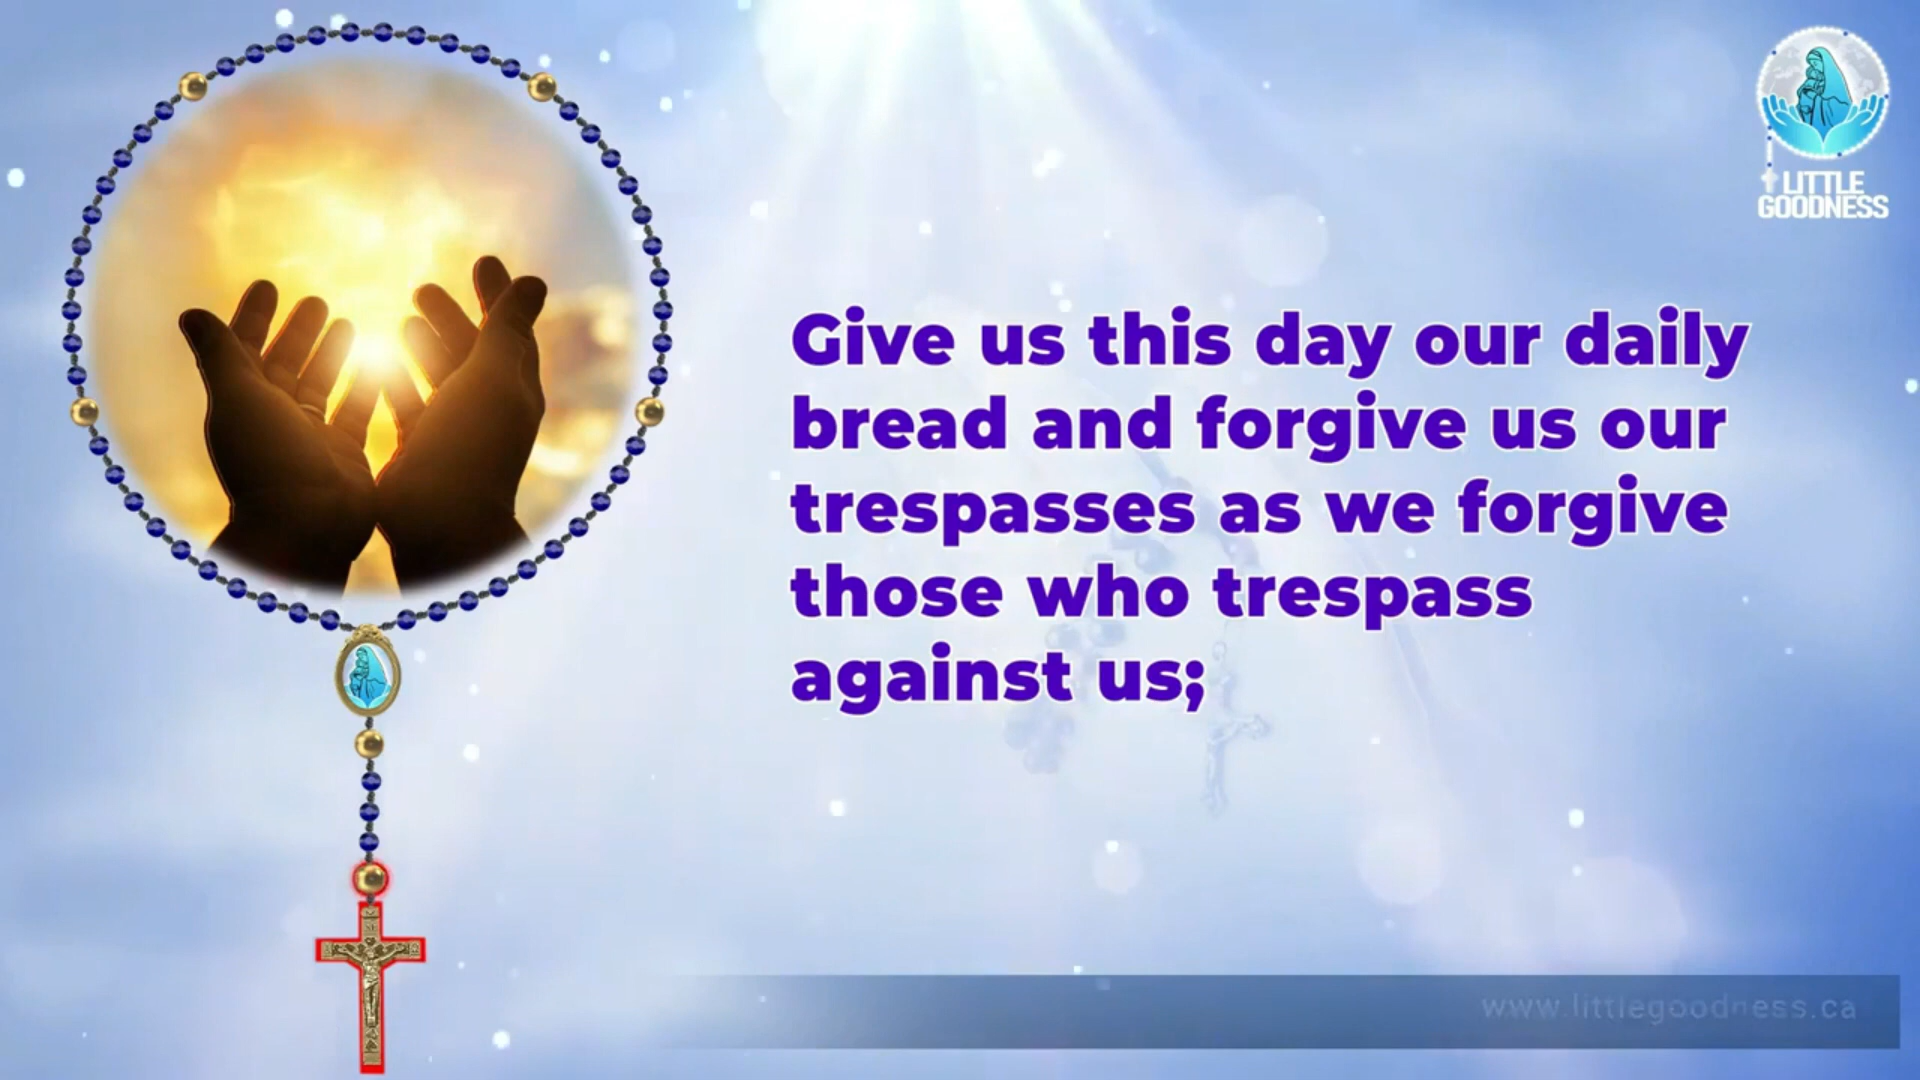 LITTLE
GOODNESS
Give us this day our daily
bread and forgive us our
trespasses as we forgive
those who trespass
against us;
www.littlegoodness.ca